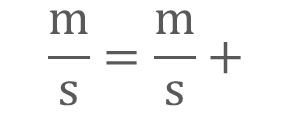 m/s = m/s +